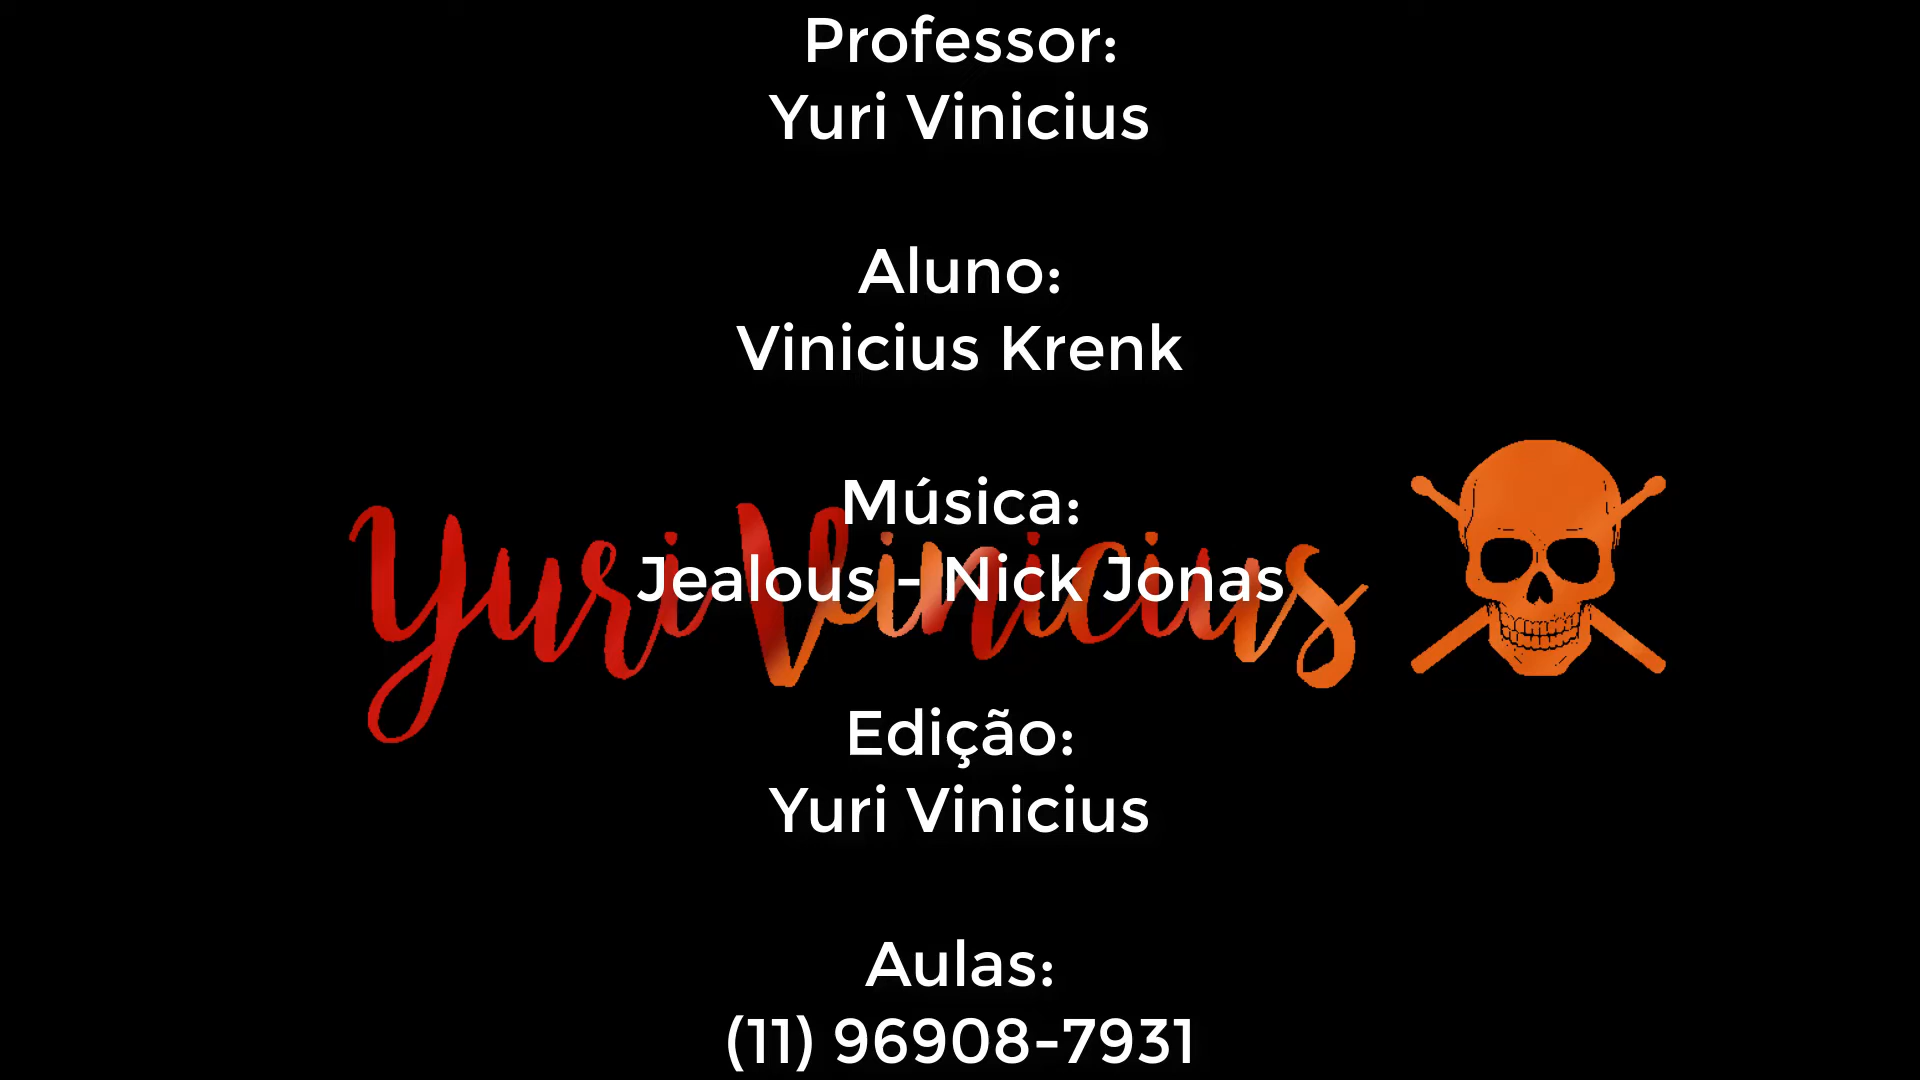 Professor:
Yuri Vinicius
Aluno:
Vinicius Krenk
Música:
Jealous - Nick Jonas
Yuri Vinicius
Edição:
Yuri Vinicius
Aulas:
(11) 96908-7931